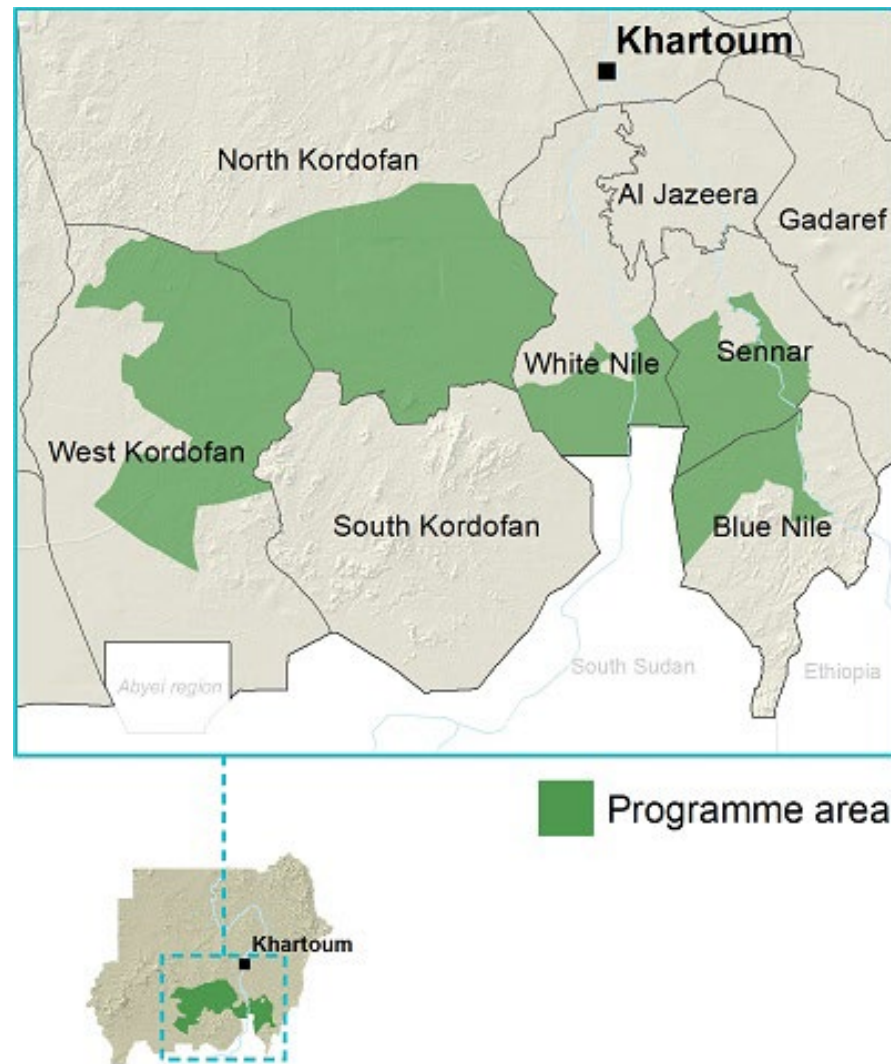 Khartoum
North Kordofan
Al Jazeera
Gadaref
White Nile
Sennar
West Kordofan
South Kordofan
Blue Nile
South Sudan
Ethiopia
Abyei region
Programme area
Khartoum